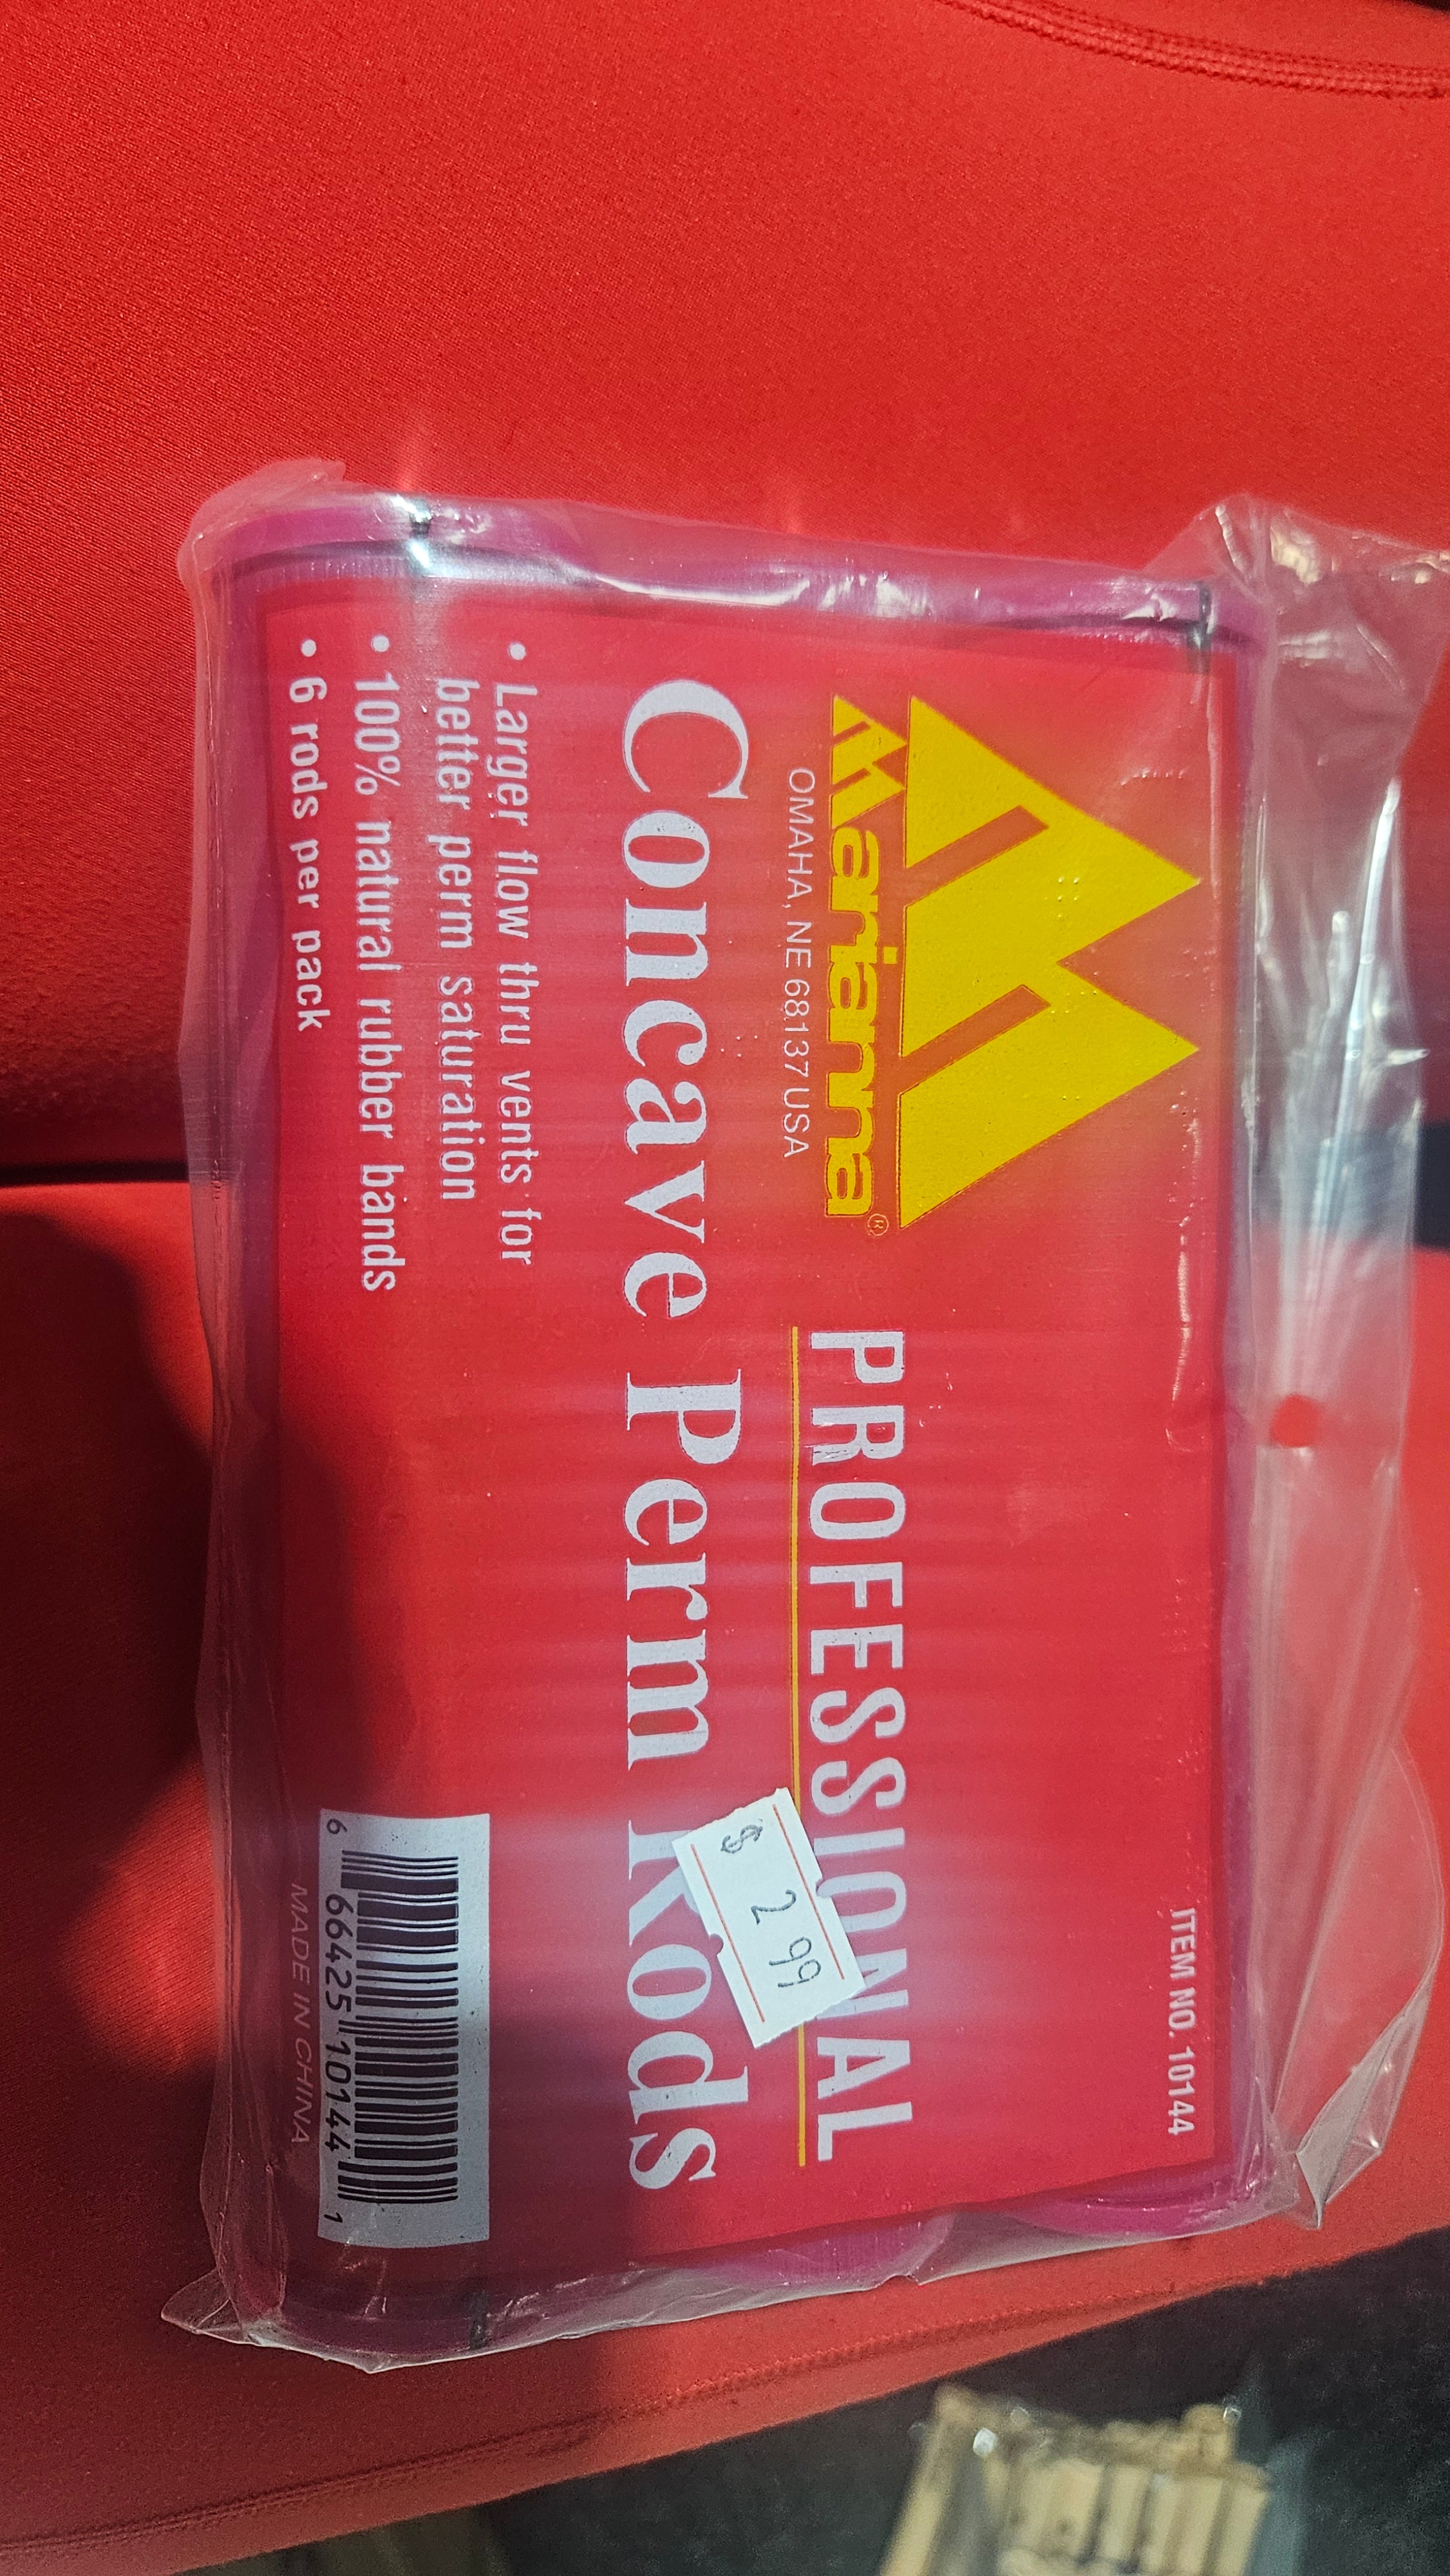 ITEM NO. 10144
Marianna®
OMAHA, NE 68137 USA
PROFESSIONAL
$ 2 99
Concave Perm Rods
• Larger flow thru vents for
better perm saturation
• 100% natural rubber bands
• 6 rods per pack
6 66425 10144 1
MADE IN CHINA